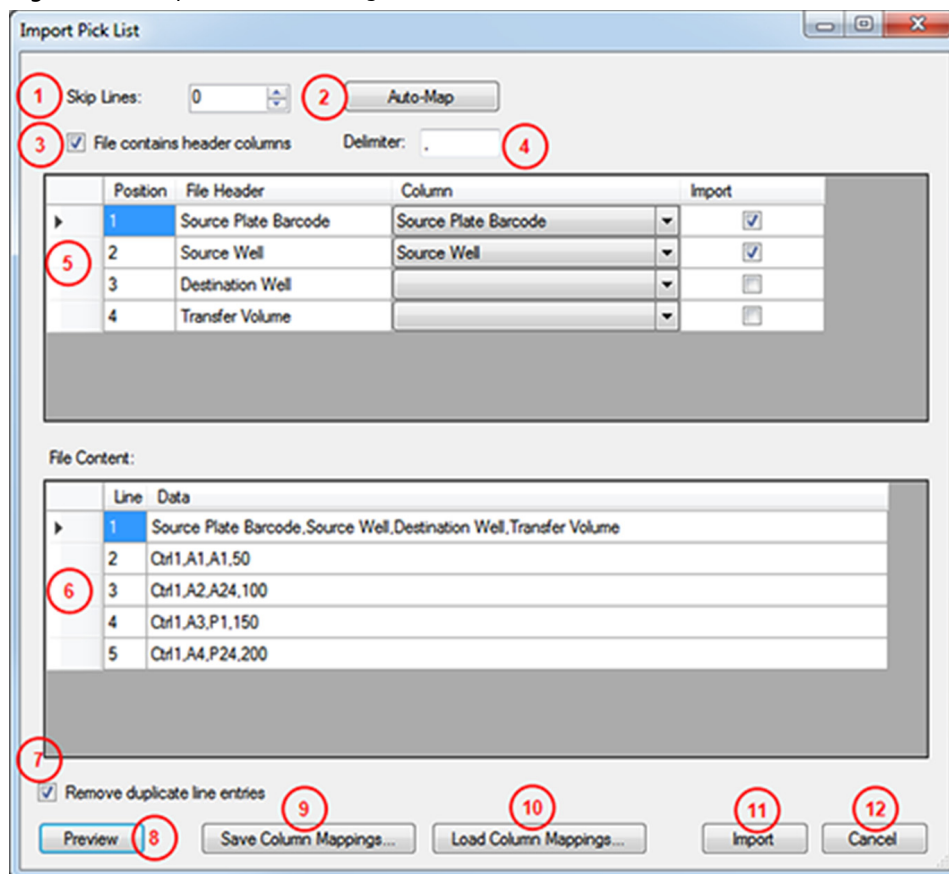 Import Pick List
1 Skip Lines: 0 2 Auto-Map
3 File contains header columns Delimiter: , 4
Position File Header Column Import
1 Source Plate Barcode Source Plate Barcode
5 2 Source Well Source Well
3 Destination Well
4 Transfer Volume
File Content:
Line Data
1 Source Plate Barcode,Source Well,Destination Well,Transfer Volume
2 Ctrl1,A1,A1,50
6 3 Ctrl1,A2,A24,100
4 Ctrl1,A3,P1,150
5 Ctrl1,A4,P24,200
7
Remove duplicate line entries
9 10 11 12
Preview 8 Save Column Mappings... Load Column Mappings... Import Cancel